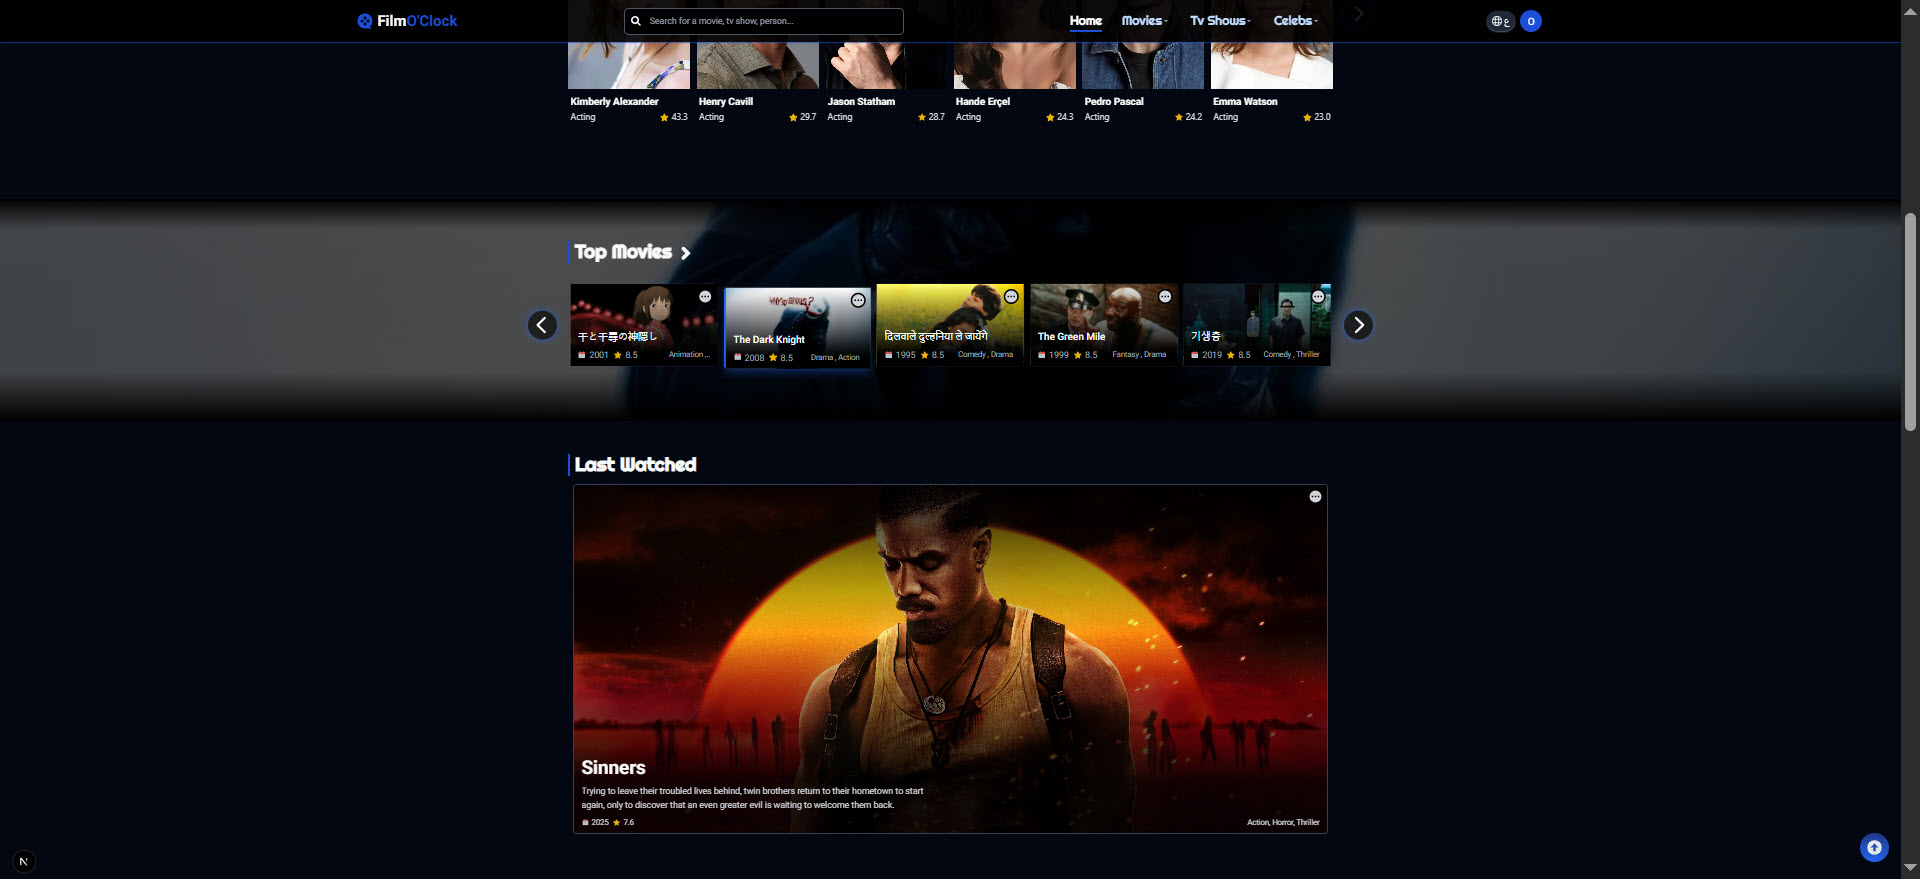 FilmO'Clock
Search for a movie, tv show, person...
Home
Movies
Tv Shows
Celebs
ع
O
Kimberly Alexander
Acting
43.3
Henry Cavill
Acting
29.7
Jason Statham
Acting
28.7
Hande Erçel
Acting
24.3
Pedro Pascal
Acting
24.2
Emma Watson
Acting
23.0
Top Movies
千と千尋の神隠し
2001 8.5 Animation ,..
WHY SO SERIOUS?
The Dark Knight
2008 8.5 Drama , Action
दिलवाले दुल्हनिया ले जायेंगे
1995 8.5 Comedy , Drama
The Green Mile
1999 8.5 Fantasy , Drama
기생충
2019 8.5 Comedy , Thriller
Last Watched
Sinners
Trying to leave their troubled lives behind, twin brothers return to their hometown to start
again, only to discover that an even greater evil is waiting to welcome them back.
2025 7.6
Action, Horror, Thriller
N